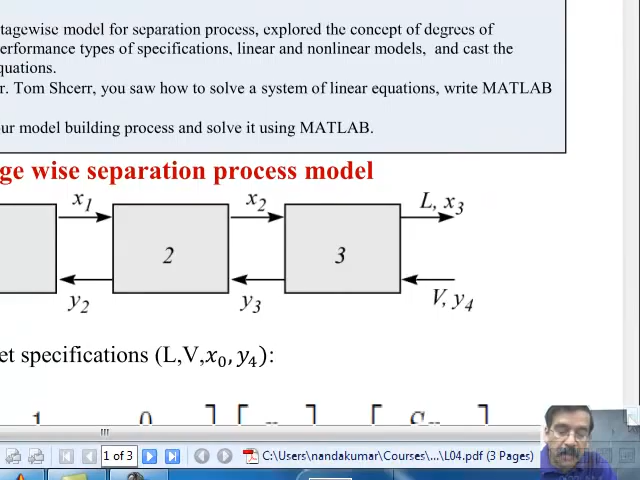 tagewise model for separation process, explored the concept of degrees of
erformance types of specifications, linear and nonlinear models, and cast the
quations.
r. Tom Shcerr, you saw how to solve a system of linear equations, write MATLAB
our model building process and solve it using MATLAB.
ge wise separation process model
x1 x2 L, x3
2 3
y2 y3 V, y4
et specifications (L,V,x0, y4):
1 0
1 of 3 C:\Users\nandakumar\Courses\...\L04.pdf (3 Pages)